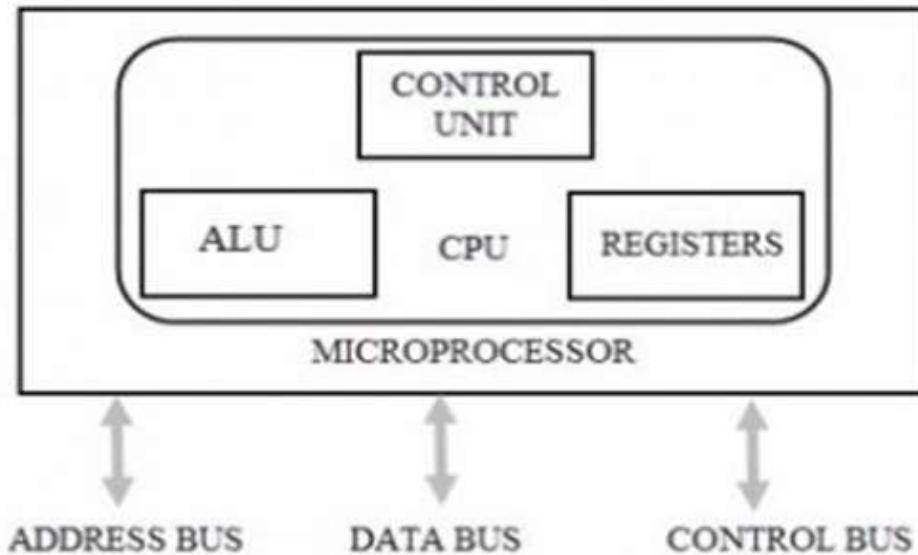 CONTROL
UNIT
ALU
CPU
REGISTERS
MICROPROCESSOR
ADDRESS BUS
DATA BUS
CONTROL BUS